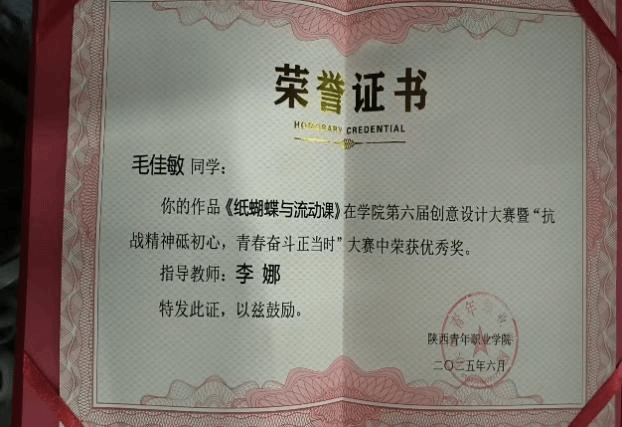 荣誉证书
HONORARY CREDENTIAL
毛佳敏 同学：
你的作品《纸蝴蝶与流动课》在学院第六届创意设计大赛暨“抗
战精神砥初心，青春奋斗正当时”大赛中荣获优秀奖。
指导教师：李 娜
特发此证，以兹鼓励。
陕西青年职业学院
二〇二五年六月